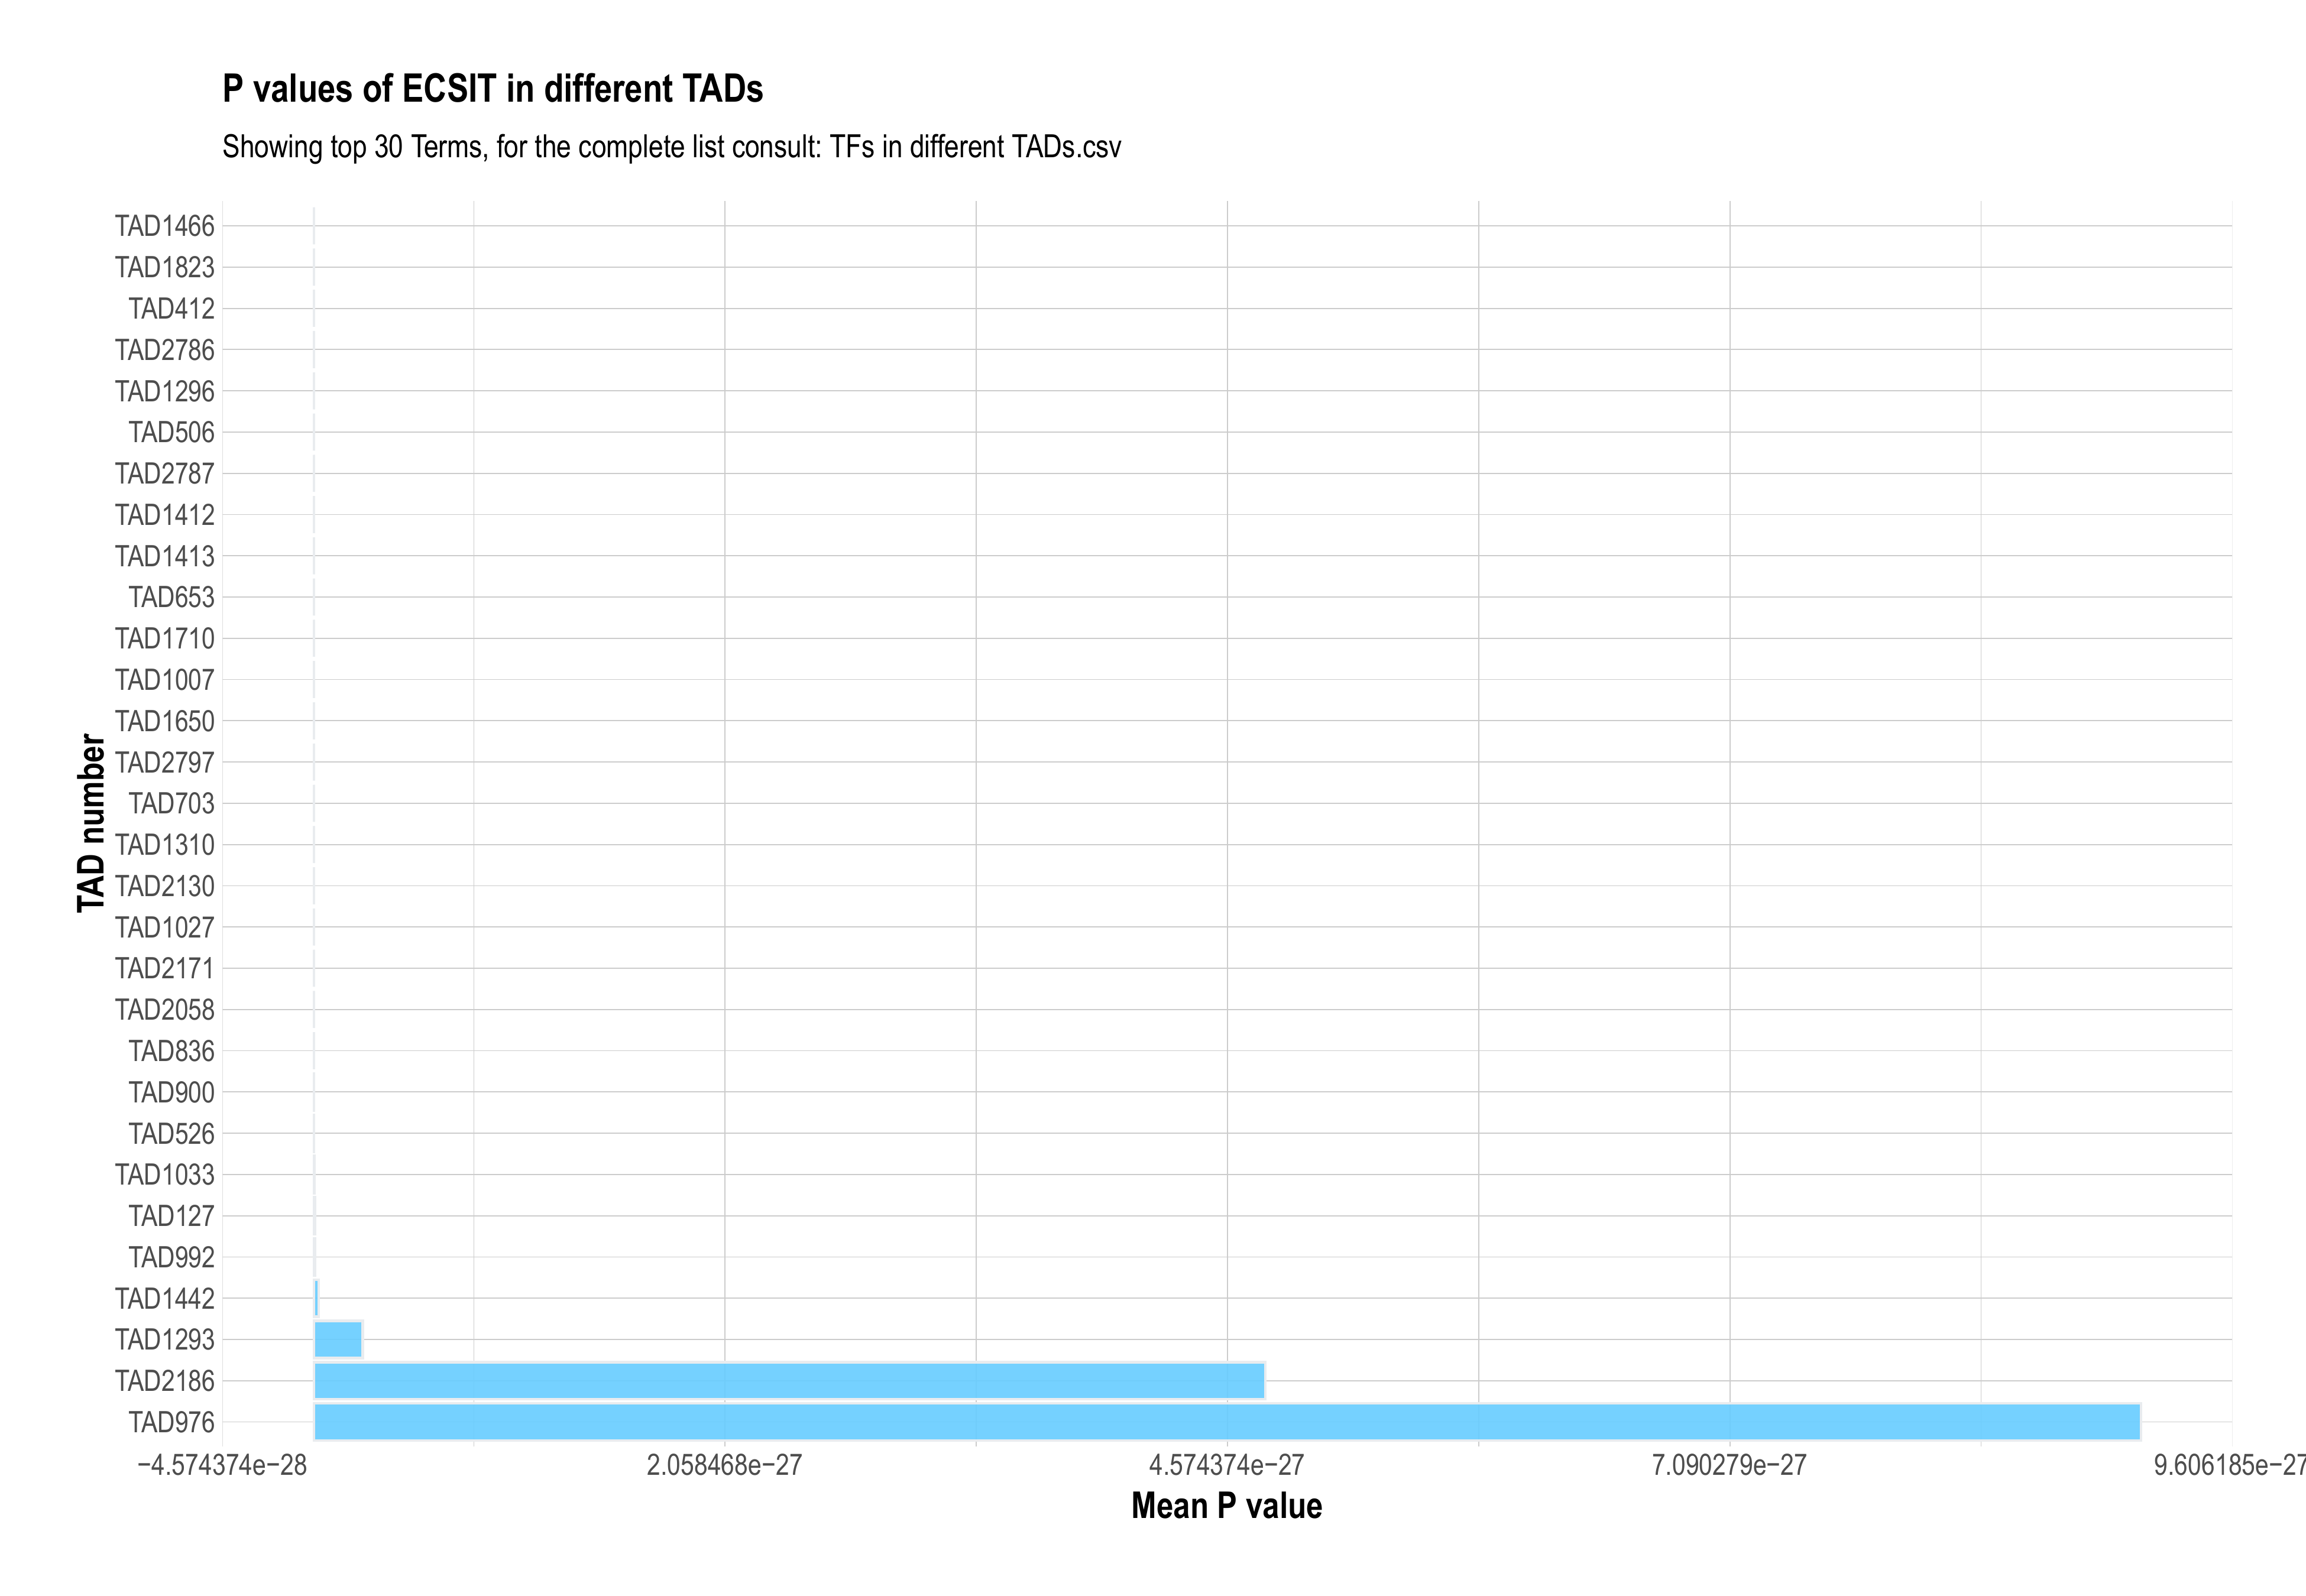 P values of ECSIT in different TADs
Showing top 30 Terms, for the complete list consult: TFs in different TADs.csv
TAD number
TAD1466
TAD1823
TAD412
TAD2786
TAD1296
TAD506
TAD2787
TAD1412
TAD1413
TAD653
TAD1710
TAD1007
TAD1650
TAD2797
TAD703
TAD1310
TAD2130
TAD1027
TAD2171
TAD2058
TAD836
TAD900
TAD526
TAD1033
TAD127
TAD992
TAD1442
TAD1293
TAD2186
TAD976
−4.574374e−28 2.058468e−27 4.574374e−27 7.090279e−27 9.606185e−27
Mean P value